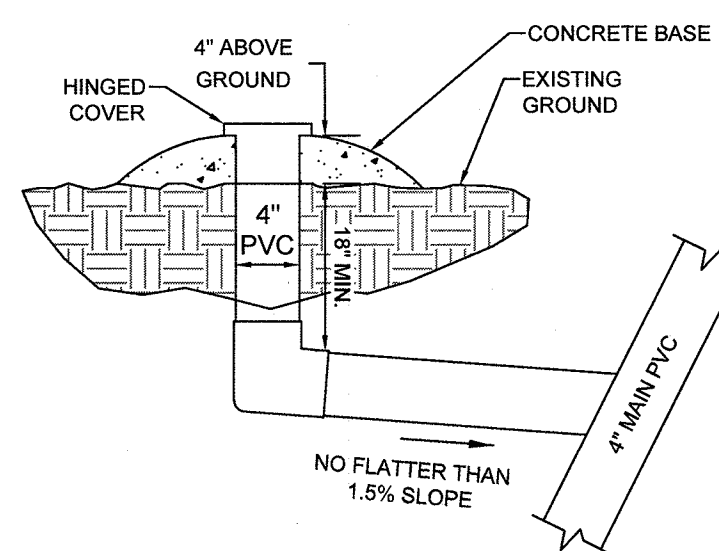 4" ABOVE
GROUND
CONCRETE BASE
HINGED
COVER
EXISTING
GROUND
4"
PVC
18" MIN.
4" MAIN PVC
NO FLATTER THAN
1.5% SLOPE